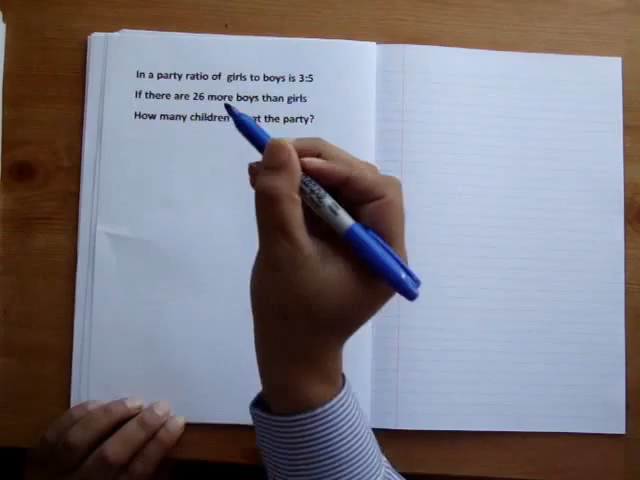 In a party ratio of girls to boys is 3:5
If there are 26 more boys than girls
How many children at the party?